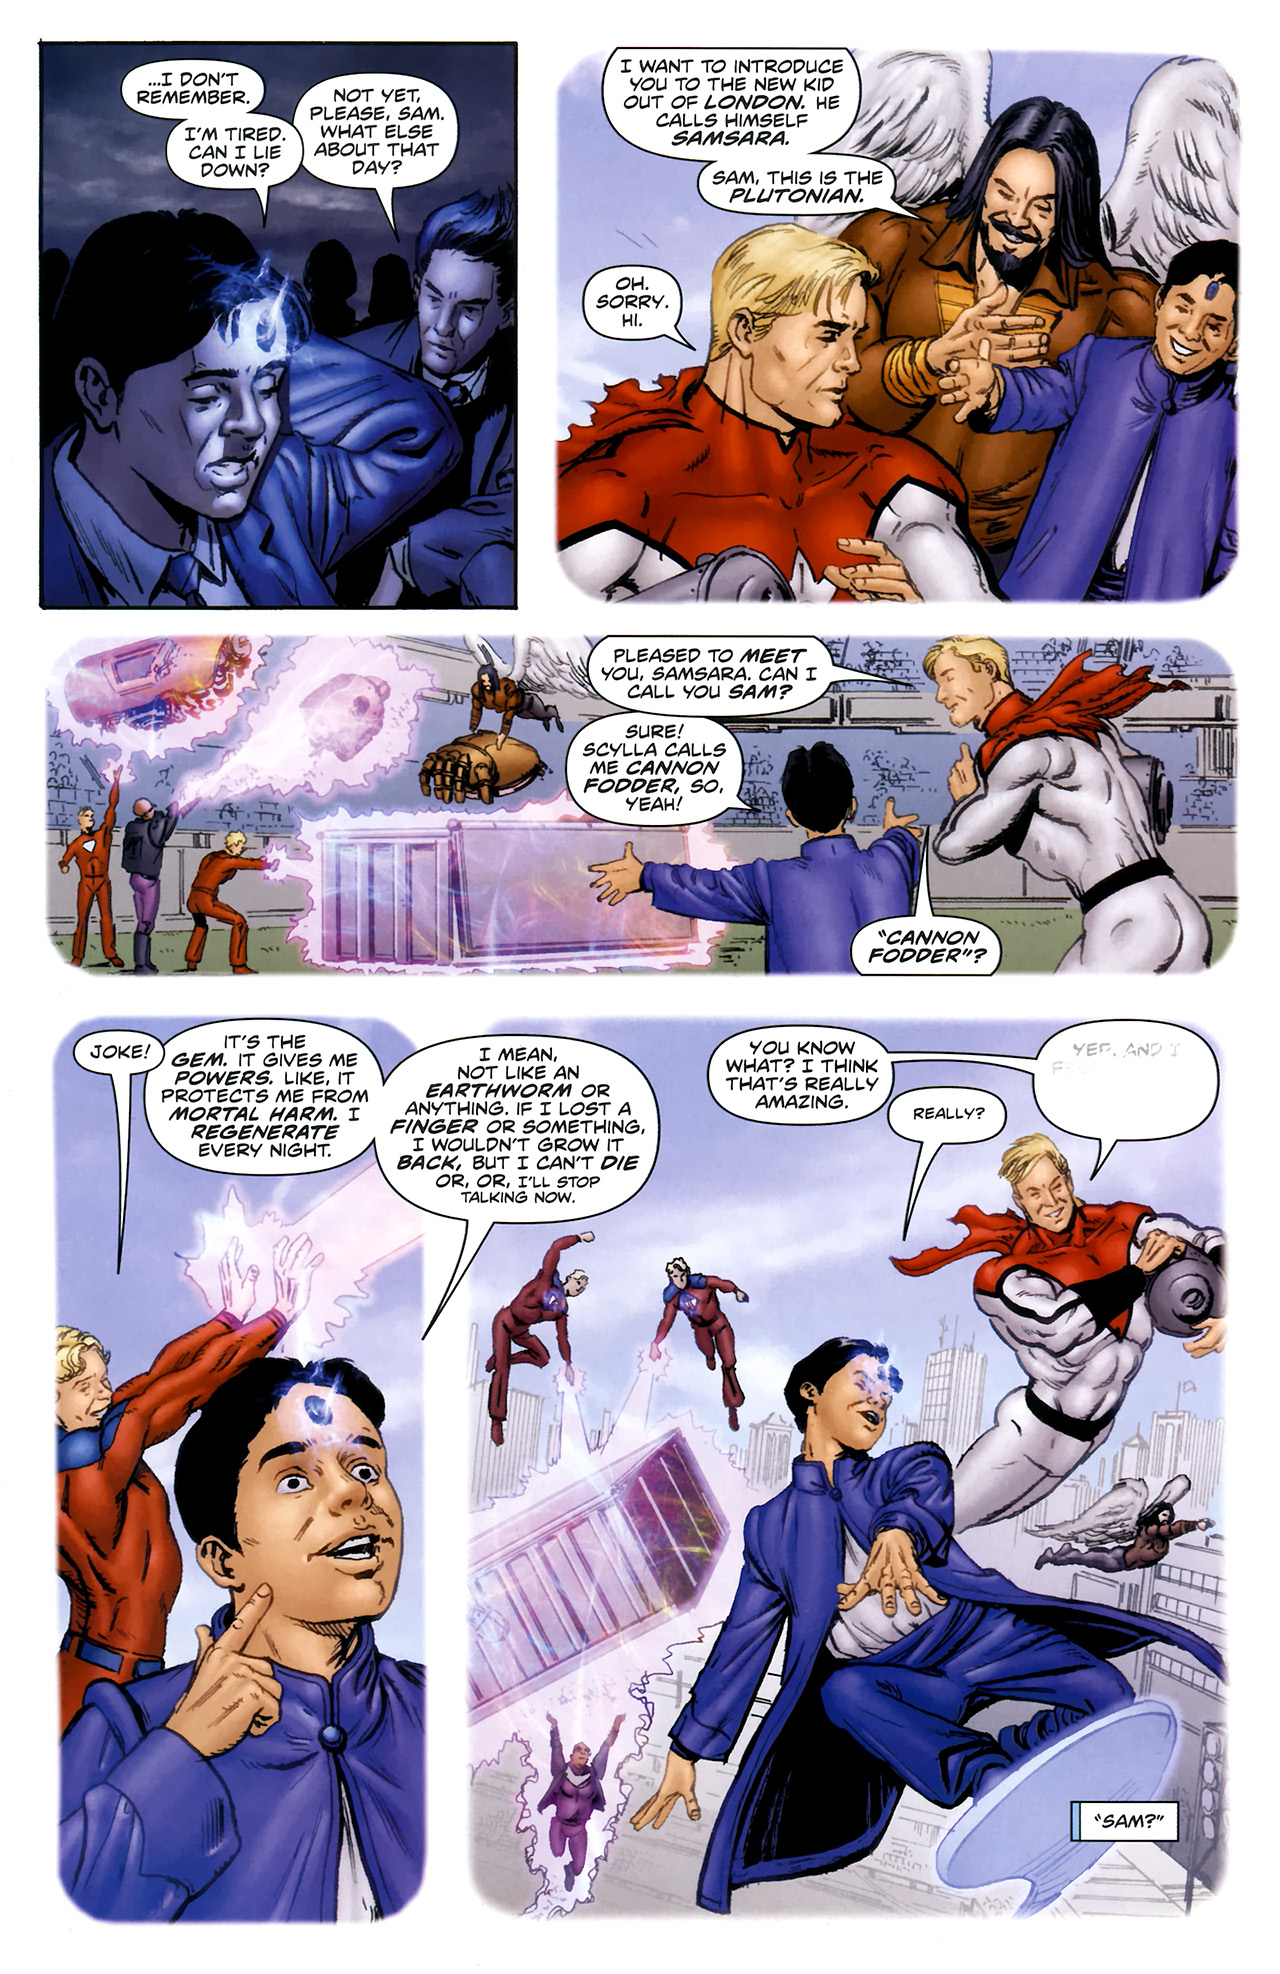 ...I DON'T
REMEMBER.
I'M TIRED.
CAN I LIE
DOWN?
NOT YET,
PLEASE, SAM.
WHAT ELSE
ABOUT THAT
DAY?
I WANT TO INTRODUCE
YOU TO THE NEW KID
OUT OF LONDON. HE
CALLS HIMSELF
SAMSARA.
SAM, THIS IS THE
PLUTONIAN.
OH.
SORRY.
HI.
PLEASED TO MEET
YOU, SAMSARA. CAN I
CALL YOU SAM?
SURE!
SCYLLA CALLS
ME CANNON
FODDER, SO,
YEAH!
"CANNON
FODDER"?
JOKE!
IT'S THE
GEM. IT GIVES ME
POWERS. LIKE, IT
PROTECTS ME FROM
MORTAL HARM. I
REGENERATE
EVERY NIGHT.
I MEAN,
NOT LIKE AN
EARTHWORM OR
ANYTHING. IF I LOST A
FINGER OR SOMETHING,
I WOULDN'T GROW IT
BACK, BUT I CAN'T DIE
OR, OR, I'LL STOP
TALKING NOW.
YOU KNOW
WHAT? I THINK
THAT'S REALLY
AMAZING.
REALLY?
YEP. AND I
"SAM?"